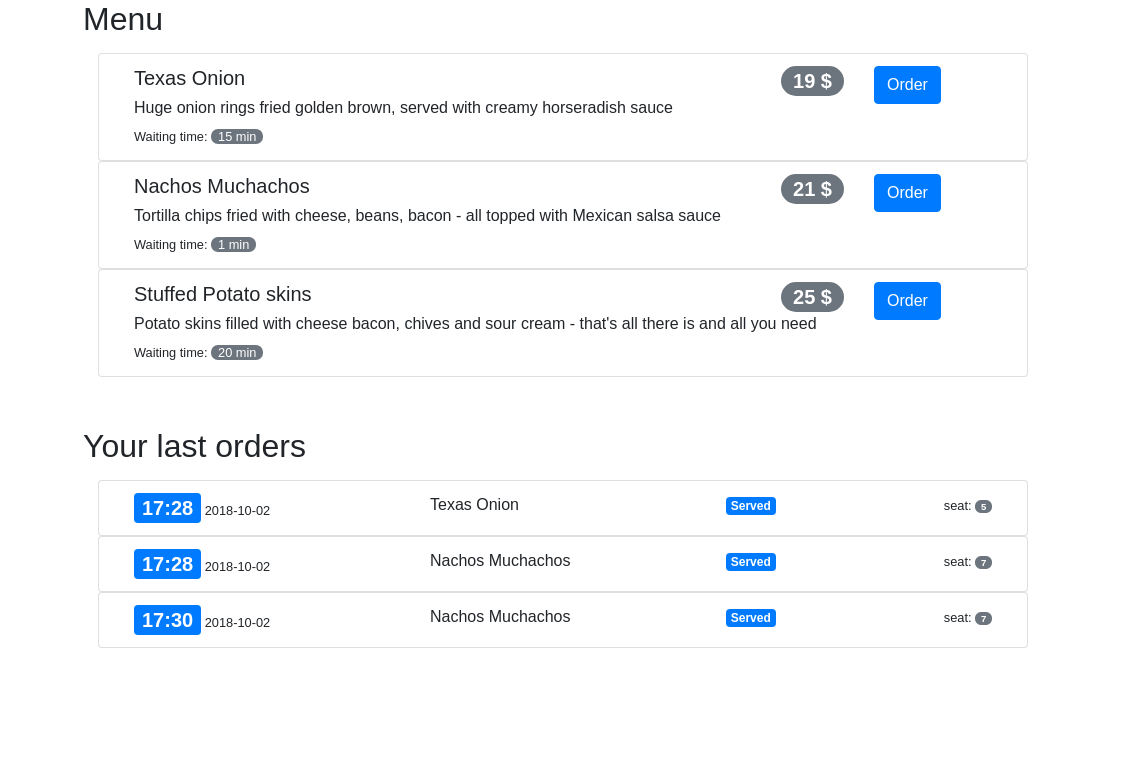 Menu
Texas Onion 19 $ Order
Huge onion rings fried golden brown, served with creamy horseradish sauce
Waiting time: 15 min
Nachos Muchachos 21 $ Order
Tortilla chips fried with cheese, beans, bacon - all topped with Mexican salsa sauce
Waiting time: 1 min
Stuffed Potato skins 25 $ Order
Potato skins filled with cheese bacon, chives and sour cream - that's all there is and all you need
Waiting time: 20 min
Your last orders
17:28 2018-10-02 Texas Onion Served seat: 5
17:28 2018-10-02 Nachos Muchachos Served seat: 7
17:30 2018-10-02 Nachos Muchachos Served seat: 7